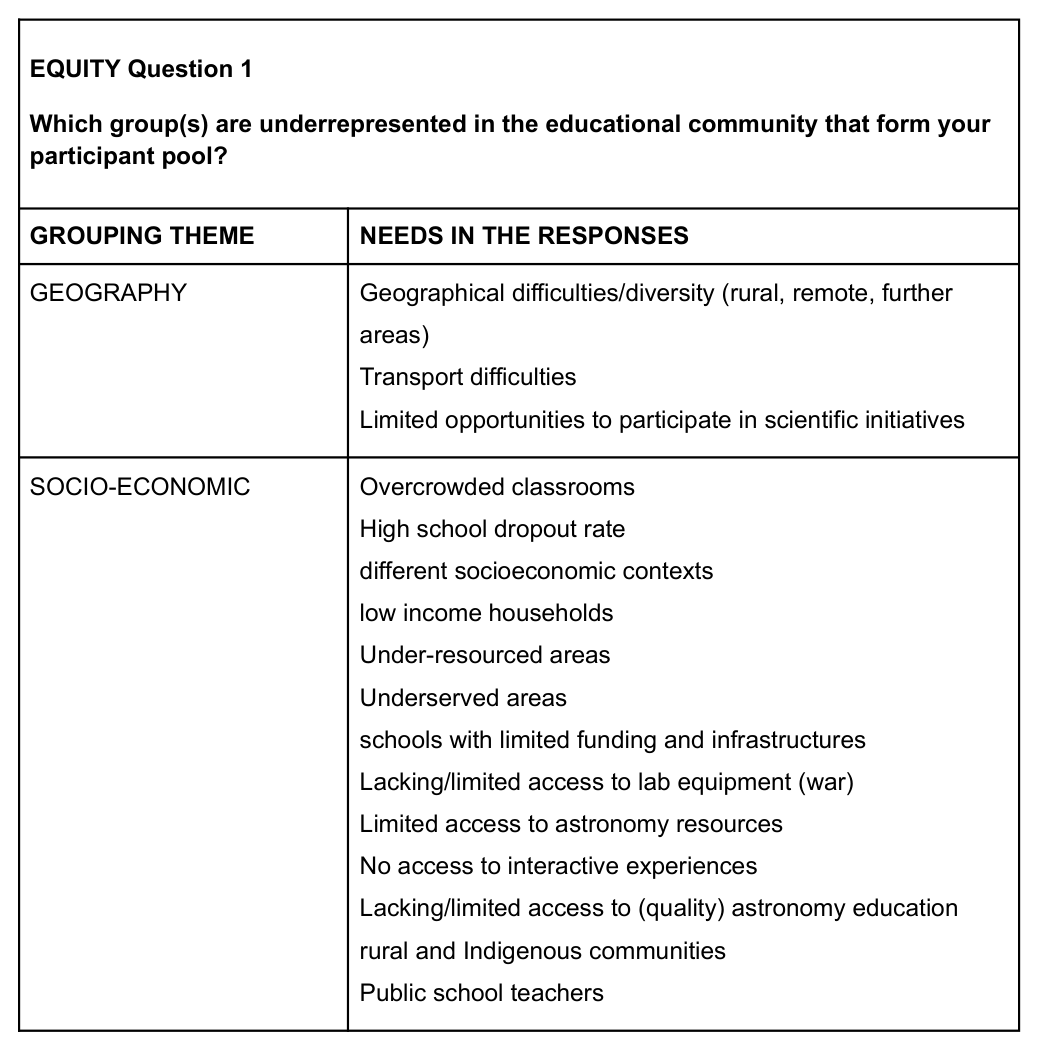 EQUITY Question 1
Which group(s) are underrepresented in the educational community that form your
participant pool?
GROUPING THEME
NEEDS IN THE RESPONSES
GEOGRAPHY
Geographical difficulties/diversity (rural, remote, further
areas)
Transport difficulties
Limited opportunities to participate in scientific initiatives
SOCIO-ECONOMIC
Overcrowded classrooms
High school dropout rate
different socioeconomic contexts
low income households
Under-resourced areas
Underserved areas
schools with limited funding and infrastructures
Lacking/limited access to lab equipment (war)
Limited access to astronomy resources
No access to interactive experiences
Lacking/limited access to (quality) astronomy education
rural and Indigenous communities
Public school teachers